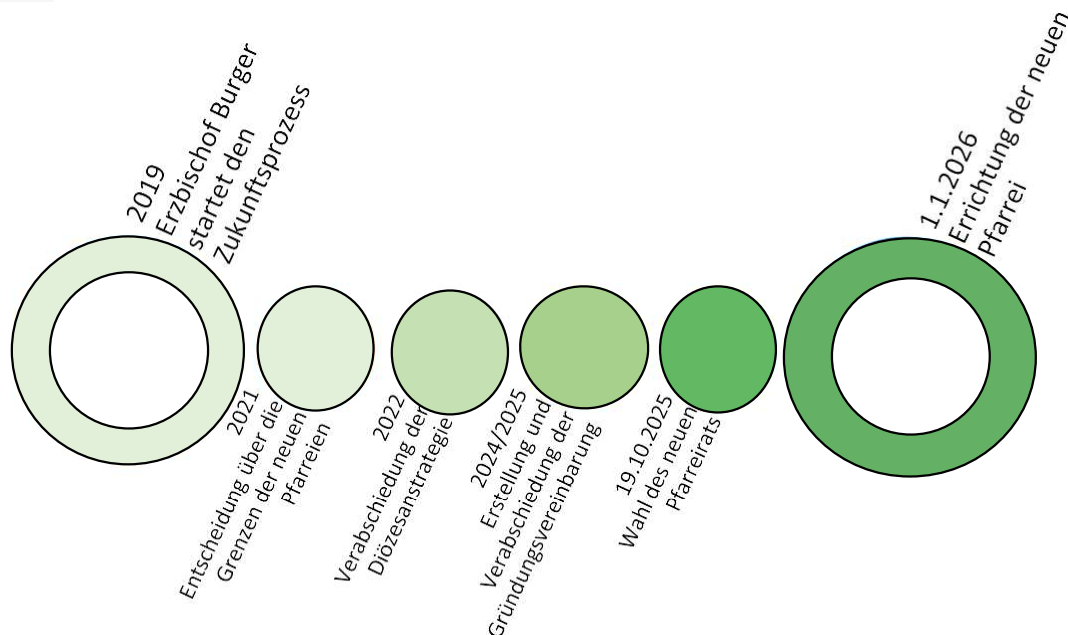 2019
Erzbischof Burger
startet den
Zukunftsprozess
2021
Entscheidung über die
Grenzen der neuen
Pfarreien
2022
Verabschiedung der
Diözesanstrategie
2024/2025
Erstellung und
Verabschiedung der
Gründungsvereinbarung
19.10.2025
Wahl des neuen
Pfarreirats
1.1.2026
Errichtung der neuen
Pfarrei